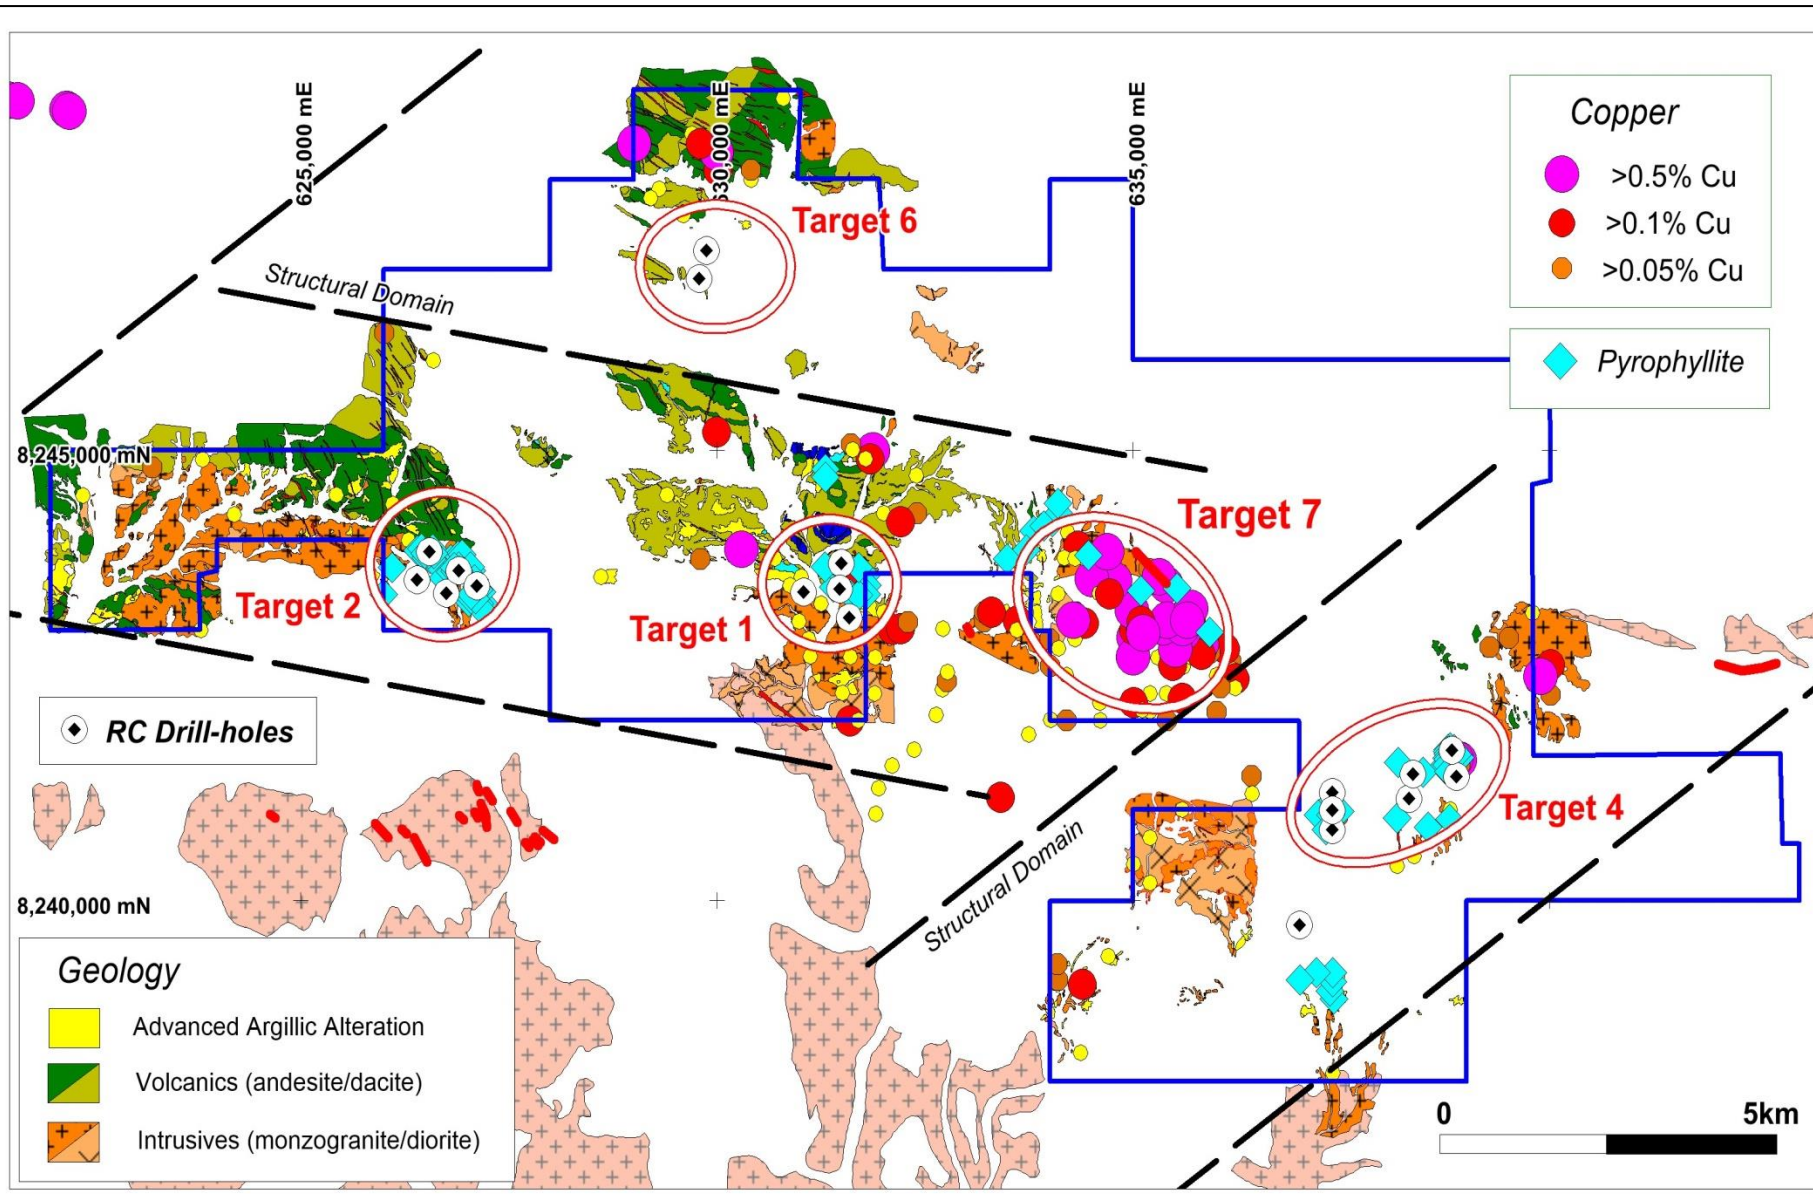 625,000 mE
630,000 mE
635,000 mE
Copper
>0.5% Cu
>0.1% Cu
>0.05% Cu
Target 6
Structural Domain
Pyrophyllite
8,245,000 mN
Target 7
Target 2
Target 1
RC Drill-holes
Target 4
Structural Domain
8,240,000 mN
Geology
Advanced Argillic Alteration
Volcanics (andesite/dacite)
Intrusives (monzogranite/diorite)
0 5km